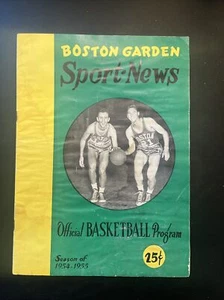 BOSTON GARDEN
Sport-News
Official BASKETBALL Program
Season of
1954-1955
25¢